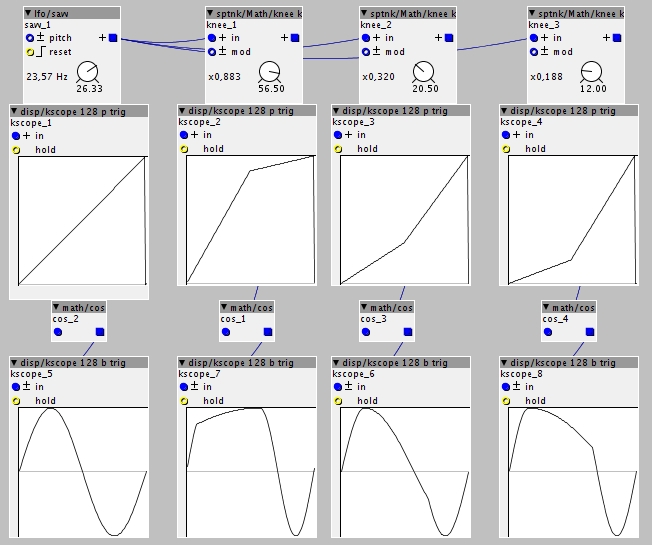 ▼ lfo/saw
saw_1
± pitch +
reset
23,57 Hz
26.33
▼ sptnk/Math/knee k
knee_1
+ in +
± mod
x0,883
56.50
▼ sptnk/Math/knee k
knee_2
+ in +
± mod
x0,320
20.50
▼ sptnk/Math/knee k
knee_3
+ in +
± mod
x0,188
12.00
▼ disp/kscope 128 p trig
kscope_1
+ in
hold
▼ disp/kscope 128 p trig
kscope_2
+ in
hold
▼ disp/kscope 128 p trig
kscope_3
+ in
hold
▼ disp/kscope 128 p trig
kscope_4
+ in
hold
▼ math/cos
cos_2
▼ math/cos
cos_1
▼ math/cos
cos_3
▼ math/cos
cos_4
▼ disp/kscope 128 b trig
kscope_5
± in
hold
▼ disp/kscope 128 b trig
kscope_7
± in
hold
▼ disp/kscope 128 b trig
kscope_6
± in
hold
▼ disp/kscope 128 b trig
kscope_8
± in
hold